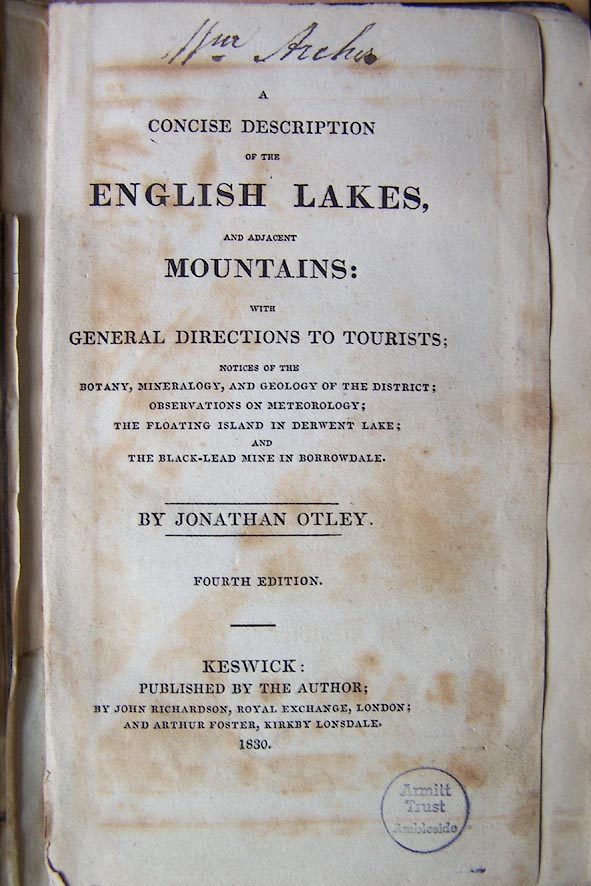 Wm Archer
A
CONCISE DESCRIPTION
OF THE
ENGLISH LAKES,
AND ADJACENT
MOUNTAINS:
WITH
GENERAL DIRECTIONS TO TOURISTS;
NOTICES OF THE
BOTANY, MINERALOGY, AND GEOLOGY OF THE DISTRICT;
OBSERVATIONS ON METEOROLOGY;
THE FLOATING ISLAND IN DERWENT LAKE;
AND
THE BLACK-LEAD MINE IN BORROWDALE.
BY JONATHAN OTLEY.
FOURTH EDITION.
KESWICK:
PUBLISHED BY THE AUTHOR;
BY JOHN RICHARDSON, ROYAL EXCHANGE, LONDON;
AND ARTHUR FOSTER, KIRKBY LONSDALE.
1830.
Armitt
Trust
Ambleside